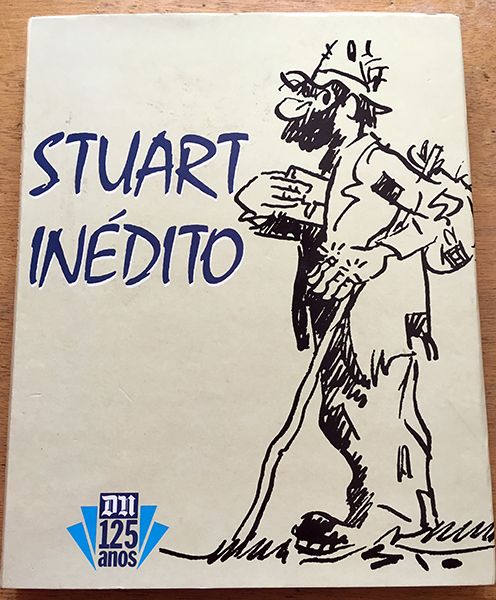 STUART
INÉDITO
DN
125
anos